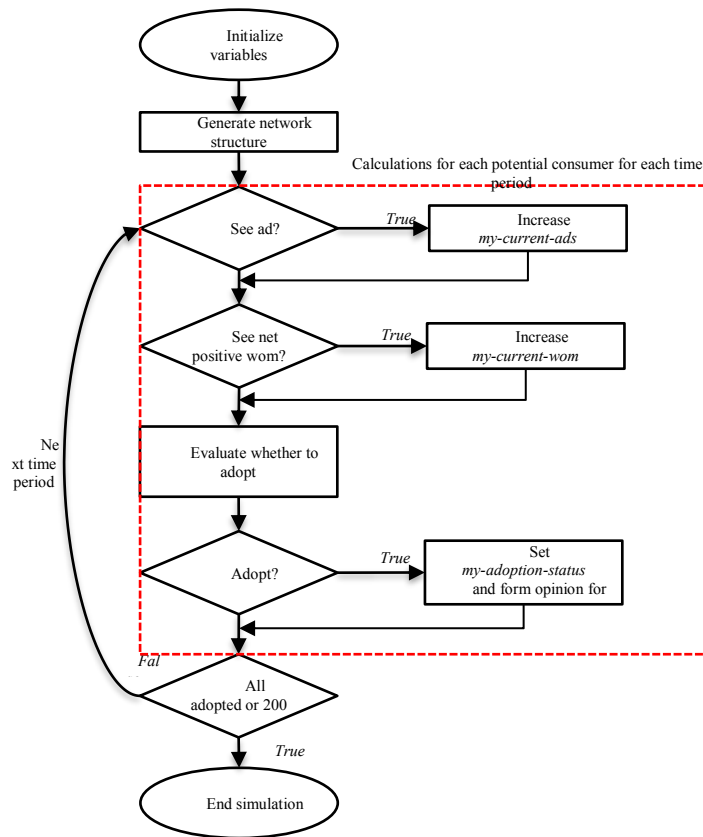 Initialize
variables
Generate network
structure
Calculations for each potential consumer for each time
period
See ad?
True
Increase
my-current-ads
See net
positive wom?
True
Increase
my-current-wom
Ne
xt time
period
Evaluate whether to
adopt
Adopt?
True
Set
my-adoption-status
and form opinion for
Fal
All
adopted or 200
True
End simulation